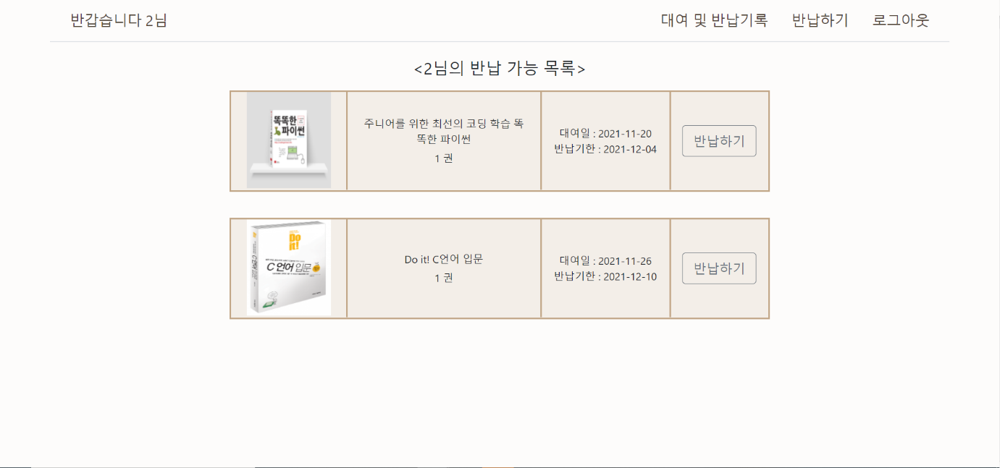 반갑습니다 2님
대여 및 반납기록 반납하기 로그아웃
<2님의 반납 가능 목록>
똑똑한
파이썬
주니어를 위한 최선의 코딩 학습 똑
똑한 파이썬
1 권
대여일 : 2021-11-20
반납기한 : 2021-12-04
반납하기
Do
it!
C 언어 입문
C 언어 입문
Do it! C언어 입문
1 권
대여일 : 2021-11-26
반납기한 : 2021-12-10
반납하기